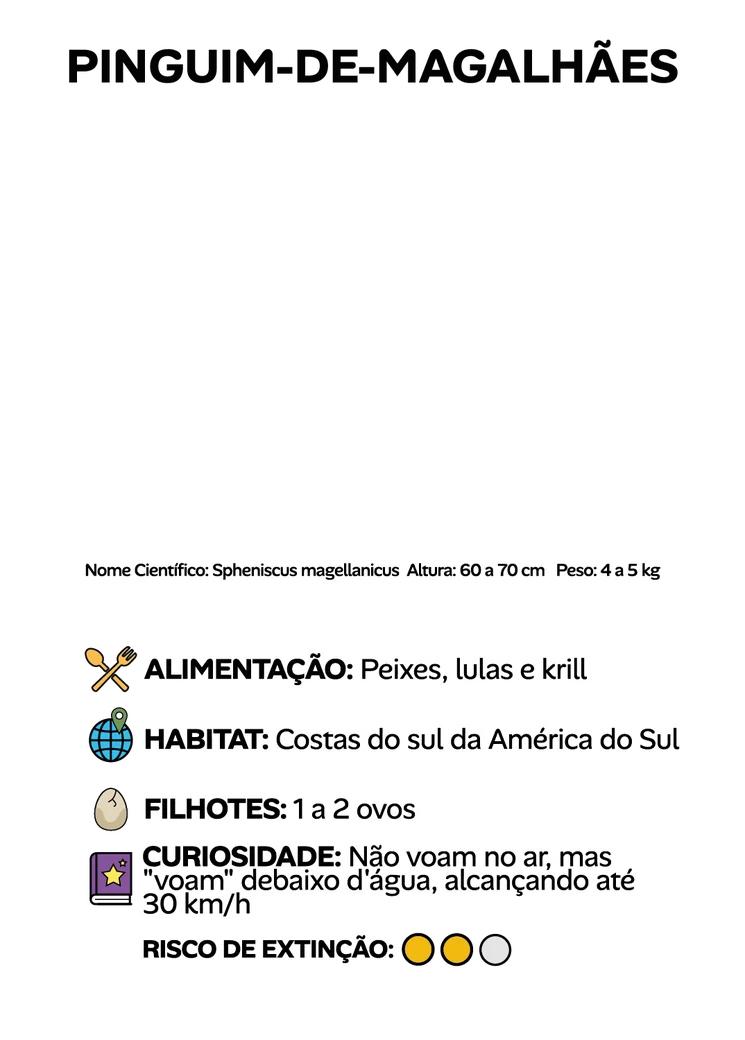 PINGUIM-DE-MAGALHÃES
Nome Científico: Spheniscus magellanicus Altura: 60 a 70 cm Peso: 4 a 5 kg
ALIMENTAÇÃO: Peixes, lulas e krill
HABITAT: Costas do sul da América do Sul
FILHOTES: 1 a 2 ovos
CURIOSIDADE: Não voam no ar, mas
"voam" debaixo d'água, alcançando até
30 km/h
RISCO DE EXTINÇÃO: